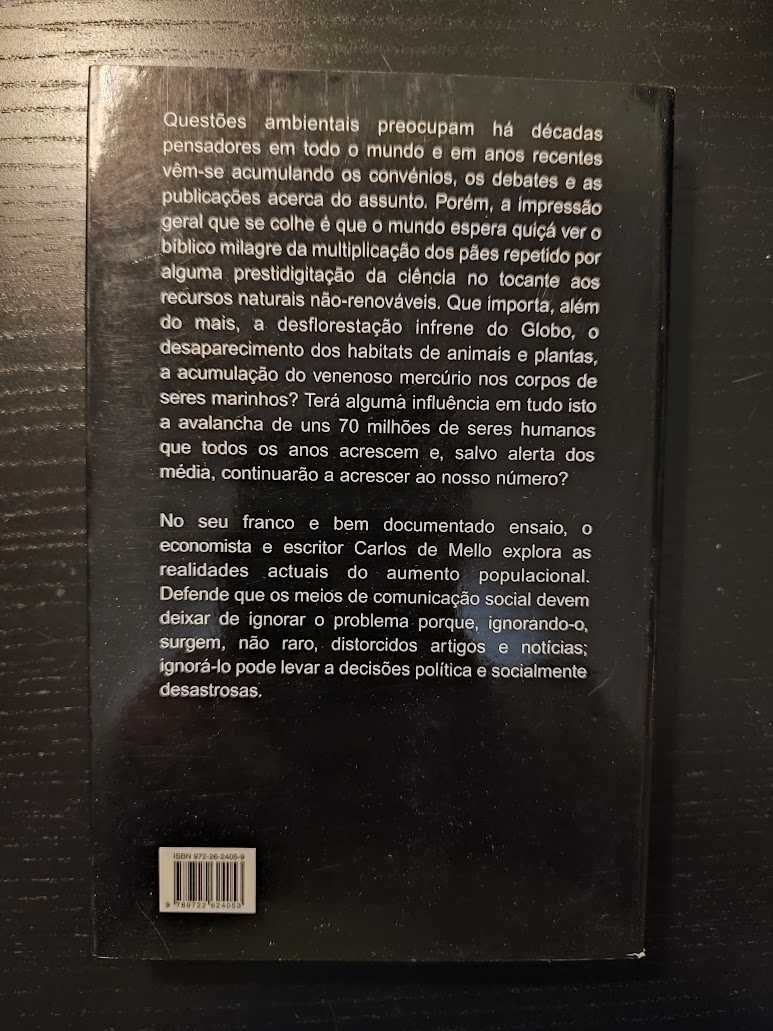 Questões ambientais preocupam há décadas
pensadores em todo o mundo e em anos recentes
vêm-se acumulando os convénios, os debates e as
publicações acerca do assunto. Porém, a impressão
geral que se colhe é que o mundo espera quiçá ver o
bíblico milagre da multiplicação dos pães repetido por
alguma prestidigitação da ciência no tocante aos
recursos naturais não-renováveis. Que importa, além
do mais, a desflorestação infrene do Globo, o
desaparecimento dos habitats de animais e plantas,
a acumulação do venenoso mercúrio nos corpos de
seres marinhos? Terá alguma influência em tudo isto
a avalancha de uns 70 milhões de seres humanos
que todos os anos acrescem e, salvo alerta dos
média, continuarão a acrescer ao nosso número?
No seu franco e bem documentado ensaio, o
economista e escritor Carlos de Mello explora as
realidades actuais do aumento populacional.
Defende que os meios de comunicação social devem
deixar de ignorar o problema porque, ignorando-o,
surgem, não raro, distorcidos artigos e notícias;
ignorá-lo pode levar a decisões política e socialmente
desastrosas.
ISBN 972-26-2405-9
9 789722 624053